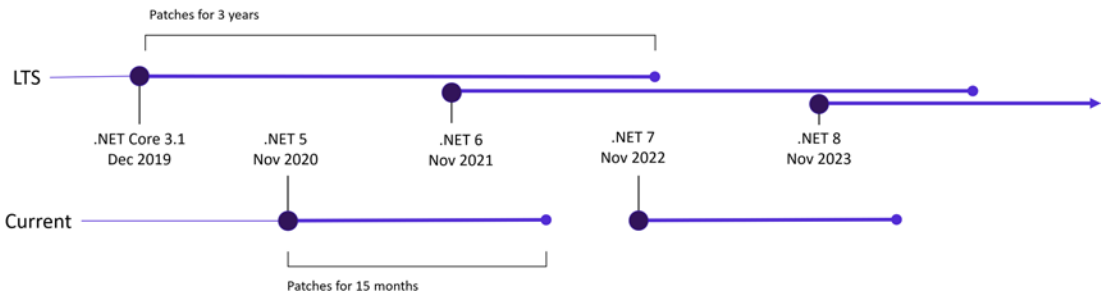 Patches for 3 years
LTS
.NET Core 3.1
Dec 2019
.NET 5
Nov 2020
.NET 6
Nov 2021
.NET 7
Nov 2022
.NET 8
Nov 2023
Current
Patches for 15 months